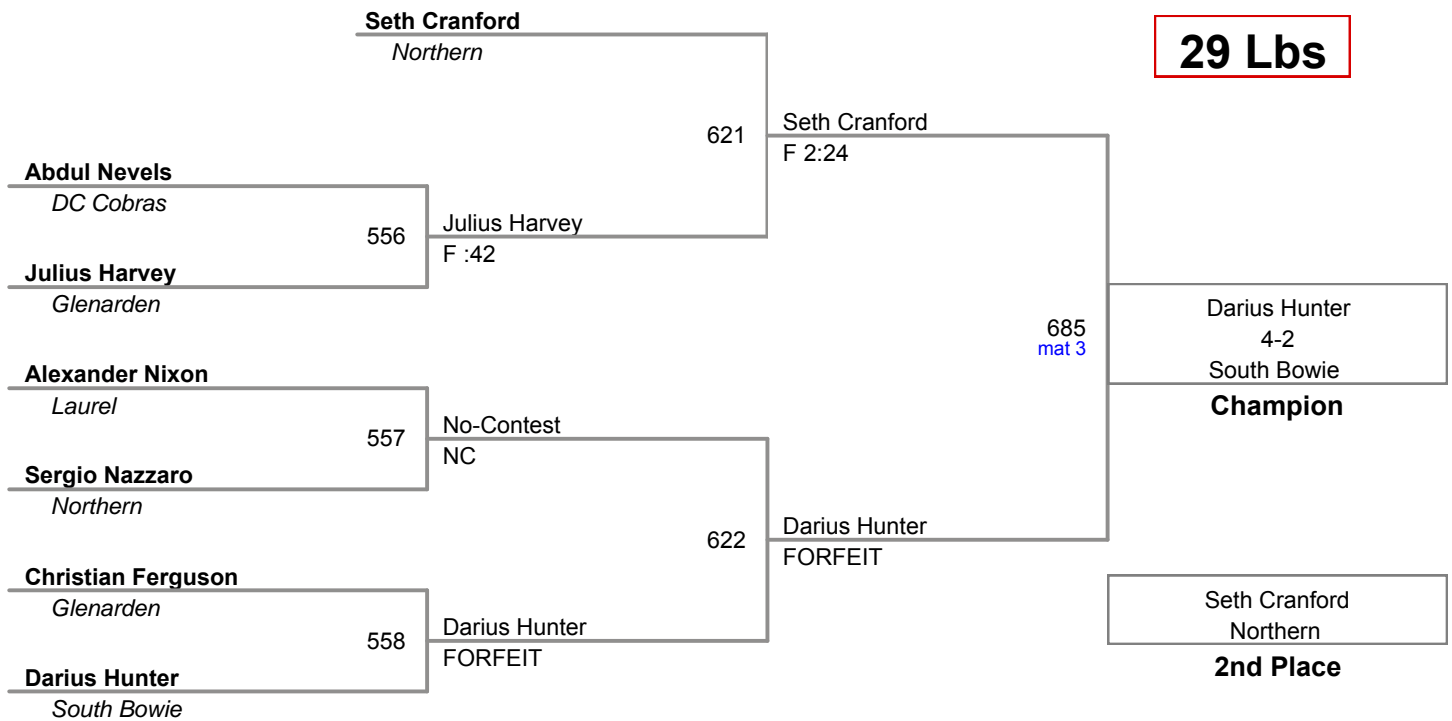 Seth Cranford
Northern
29 Lbs
621
Seth Cranford
F 2:24
Abdul Nevels
DC Cobras
556
Julius Harvey
F :42
Julius Harvey
Glenarden
685
mat 3
Darius Hunter
4-2
South Bowie
Champion
Alexander Nixon
Laurel
557
No-Contest
NC
Sergio Nazzaro
Northern
622
Darius Hunter
FORFEIT
Christian Ferguson
Glenarden
558
Darius Hunter
FORFEIT
Darius Hunter
South Bowie
Seth Cranford
Northern
2nd Place